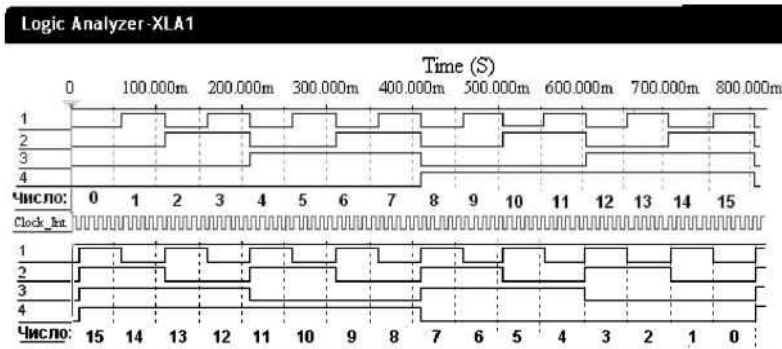 Logic Analyzer-XLA1
Time (S)
0 100.000m 200.000m 300.000m 400.000m 500.000m 600.000m 700.000m 800.000m
1
2
3
4
Число: 0 1 2 3 4 5 6 7 8 9 10 11 12 13 14 15
Clock_Int
1
2
3
4
Число: 15 14 13 12 11 10 9 8 7 6 5 4 3 2 1 0